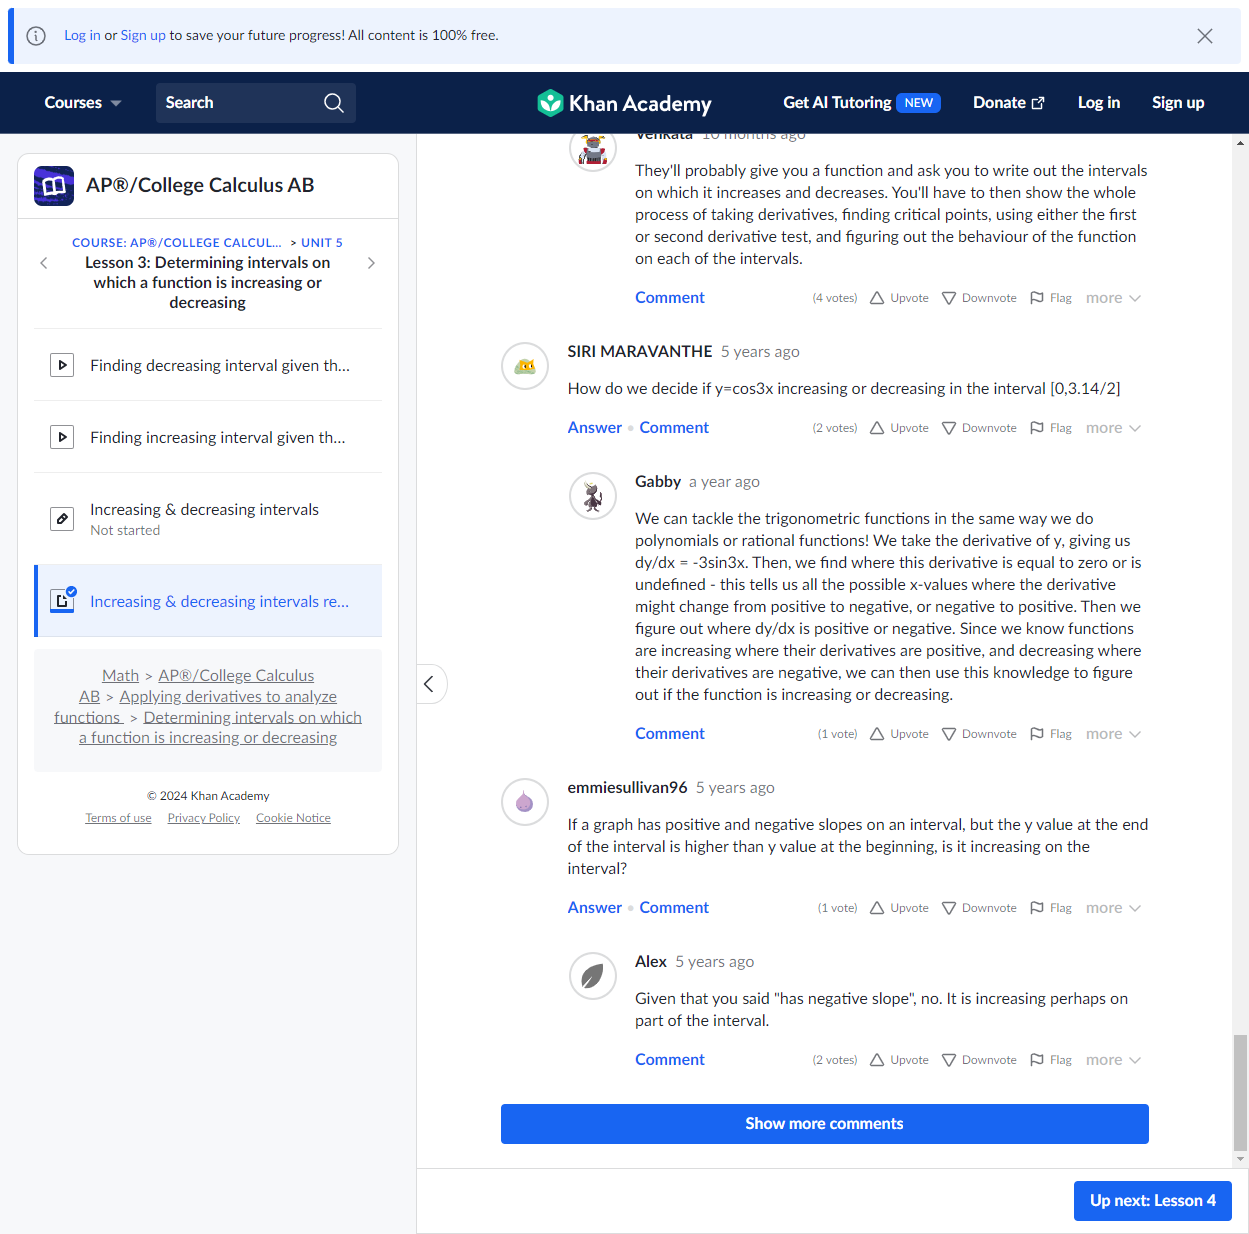 Log in or Sign up to save your future progress! All content is 100% free.
Courses
Search
Khan Academy
Get AI Tutoring NEW
Donate
Log in
Sign up
AP®/College Calculus AB
COURSE: AP®/COLLEGE CALCUL... > UNIT 5
Lesson 3: Determining intervals on
which a function is increasing or
decreasing
Finding decreasing interval given th...
Finding increasing interval given th...
Increasing & decreasing intervals
Not started
Increasing & decreasing intervals re...
Math > AP®/College Calculus
AB > Applying derivatives to analyze
functions > Determining intervals on which
a function is increasing or decreasing
© 2024 Khan Academy
Terms of use Privacy Policy Cookie Notice
Venkata 10 months ago
They'll probably give you a function and ask you to write out the intervals
on which it increases and decreases. You'll have to then show the whole
process of taking derivatives, finding critical points, using either the first
or second derivative test, and figuring out the behaviour of the function
on each of the intervals.
Comment (4 votes) Upvote Downvote Flag more
SIRI MARAVANTHE 5 years ago
How do we decide if y=cos3x increasing or decreasing in the interval [0,3.14/2]
Answer • Comment (2 votes) Upvote Downvote Flag more
Gabby a year ago
We can tackle the trigonometric functions in the same way we do
polynomials or rational functions! We take the derivative of y, giving us
dy/dx = -3sin3x. Then, we find where this derivative is equal to zero or is
undefined - this tells us all the possible x-values where the derivative
might change from positive to negative, or negative to positive. Then we
figure out where dy/dx is positive or negative. Since we know functions
are increasing where their derivatives are positive, and decreasing where
their derivatives are negative, we can then use this knowledge to figure
out if the function is increasing or decreasing.
Comment (1 vote) Upvote Downvote Flag more
emmiesullivan96 5 years ago
If a graph has positive and negative slopes on an interval, but the y value at the end
of the interval is higher than y value at the beginning, is it increasing on the
interval?
Answer • Comment (1 vote) Upvote Downvote Flag more
Alex 5 years ago
Given that you said "has negative slope", no. It is increasing perhaps on
part of the interval.
Comment (2 votes) Upvote Downvote Flag more
Show more comments
Up next: Lesson 4